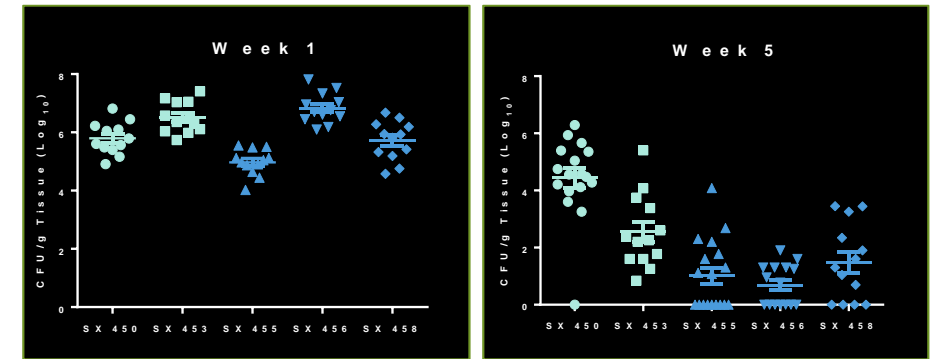 Week 1
CFU/g Tissue (Log10)
8
6
4
2
0
SX 450 SX 453 SX 455 SX 456 SX 458
Week 5
CFU/g Tissue (Log10)
8
6
4
2
0
SX 450 SX 453 SX 455 SX 456 SX 458